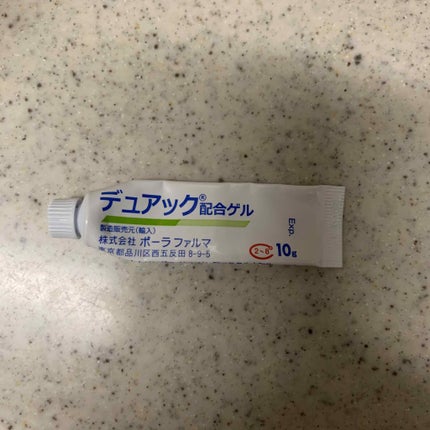 デュアック®配合ゲル
製造販売元(輸入)
株式会社 ポーラ ファルマ
東京都品川区西五反田 8-9-5
2~8°
10g
Exp.